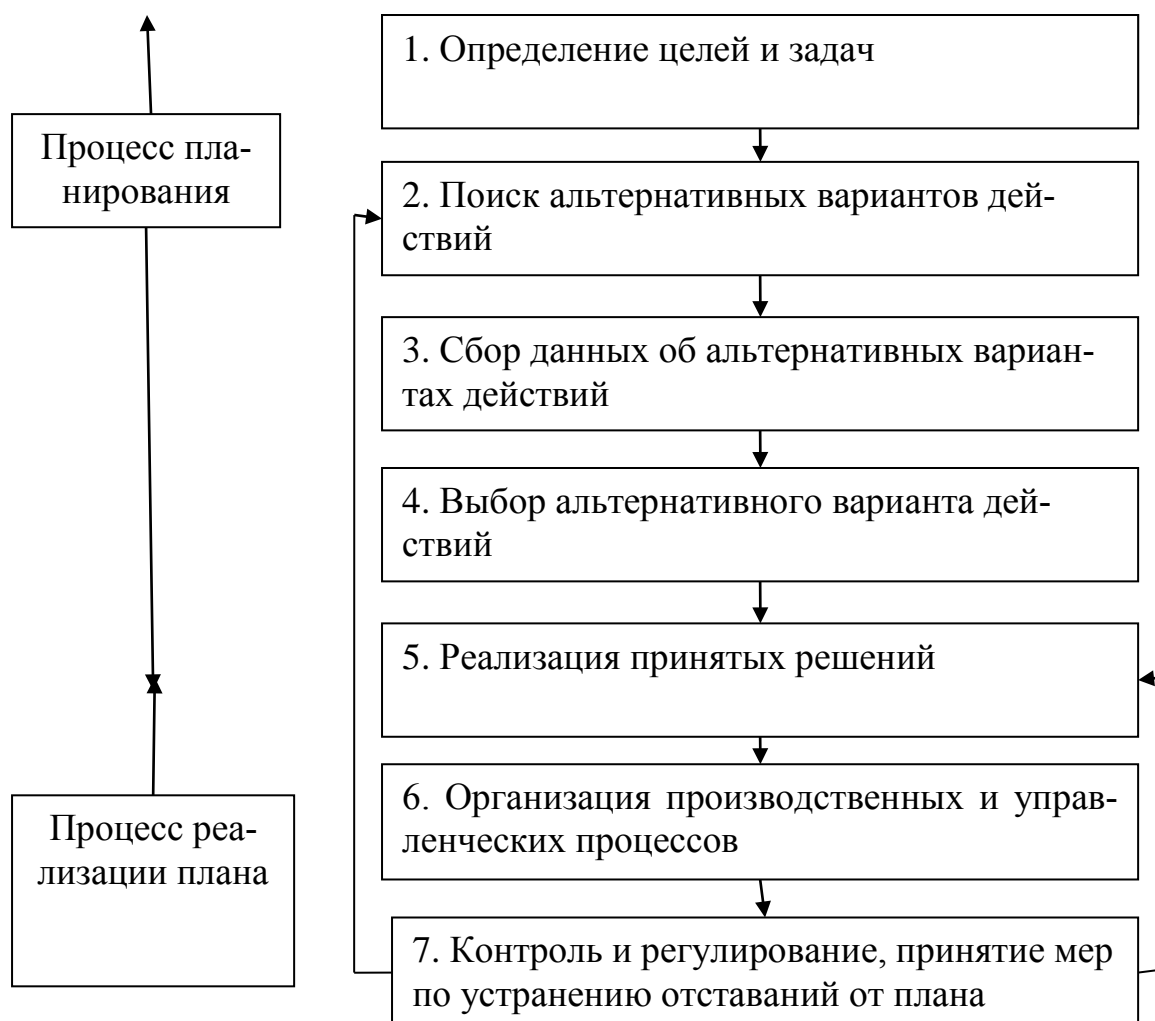 1. Определение целей и задач
Процесс пла-
нирования
2. Поиск альтернативных вариантов дей-
ствий
3. Сбор данных об альтернативных вариан-
тах действий
4. Выбор альтернативного варианта дей-
ствий
5. Реализация принятых решений
6. Организация производственных и управ-
ленческих процессов
Процесс реа-
лизации плана
7. Контроль и регулирование, принятие мер
по устранению отставаний от плана